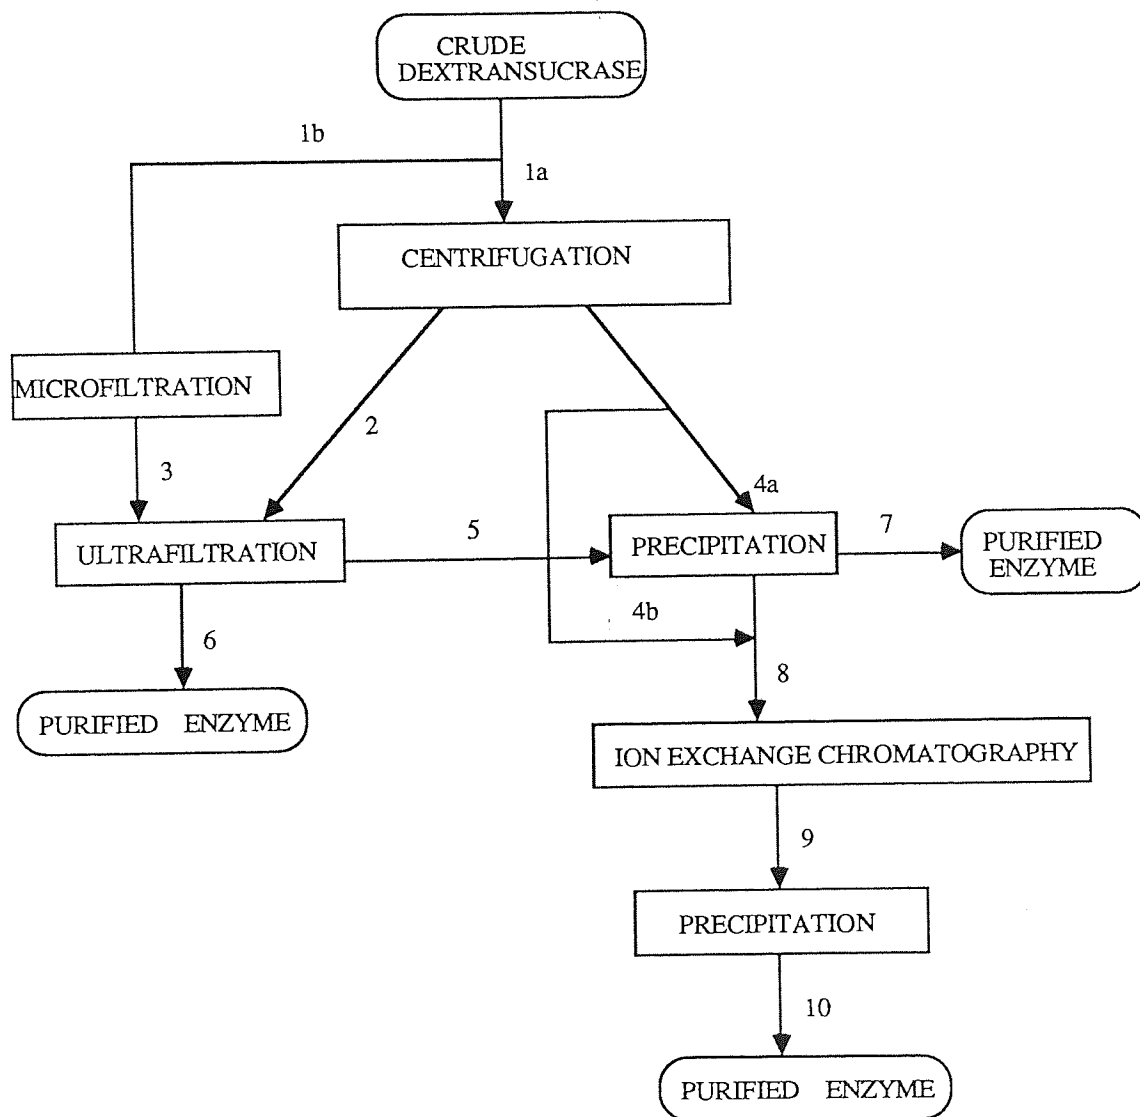 CRUDE
DEXTRANSUCRASE
1b
1a
CENTRIFUGATION
MICROFILTRATION
2
3
4a
ULTRAFILTRATION
5
PRECIPITATION
7
PURIFIED
ENZYME
4b
6
8
PURIFIED ENZYME
ION EXCHANGE CHROMATOGRAPHY
9
PRECIPITATION
10
PURIFIED ENZYME